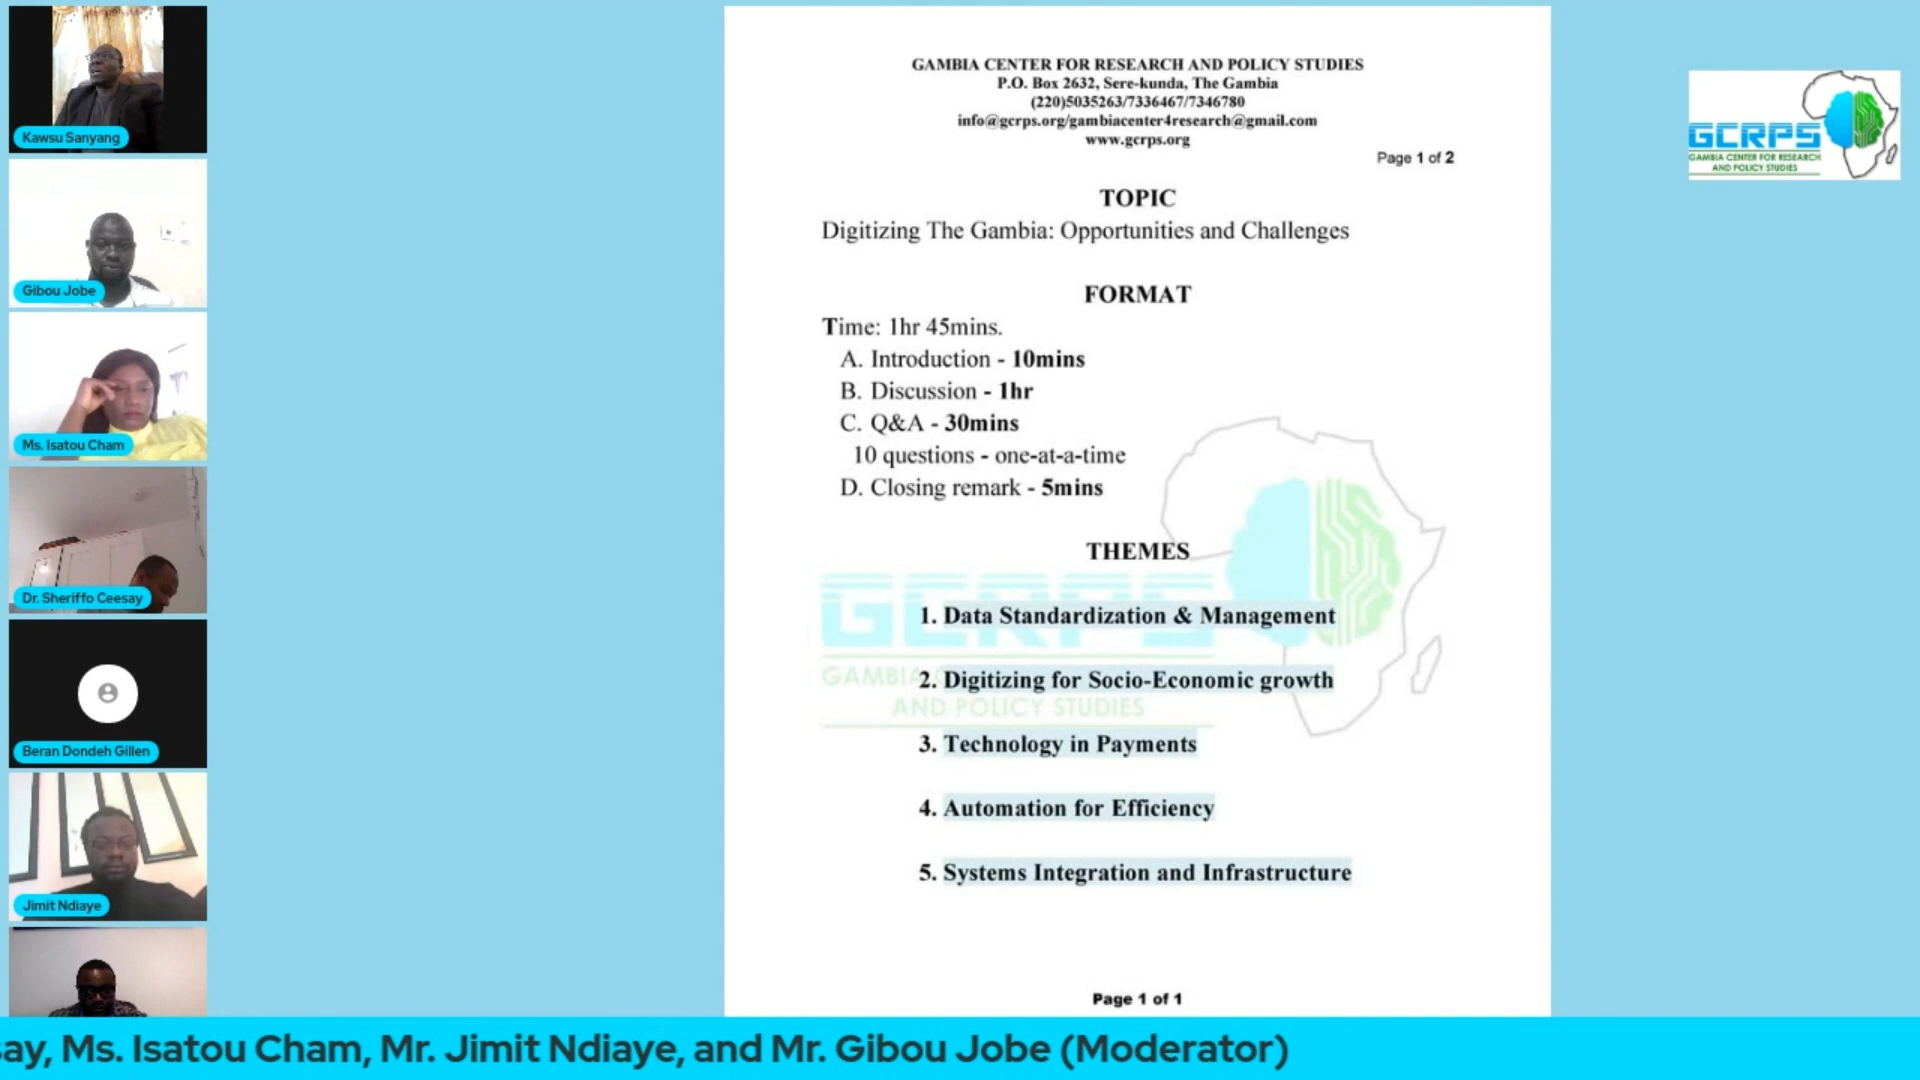 Kawsu Sanyang
Gibou Jobe
Ms. Isatou Cham
Dr. Sheriffo Ceesay
Beran Dondeh Gillen
Jimit Ndiaye
GAMBIA CENTER FOR RESEARCH AND POLICY STUDIES
P.O. Box 2632, Sere-kunda, The Gambia
(220)5035263/7336467/7346780
info@gcrps.org/gambiacenter4research@gmail.com
www.gcrps.org
Page 1 of 2
TOPIC
Digitizing The Gambia: Opportunities and Challenges
FORMAT
Time: 1hr 45mins.
A. Introduction - 10mins
B. Discussion - 1hr
C. Q&A - 30mins
10 questions - one-at-a-time
D. Closing remark - 5mins
THEMES
1. Data Standardization & Management
2. Digitizing for Socio-Economic growth
3. Technology in Payments
4. Automation for Efficiency
5. Systems Integration and Infrastructure
GCRPS
GAMBIA
AND POLICY STUDIES
Page 1 of 1
GCRPS
GAMBIA CENTER FOR RESEARCH
AND POLICY STUDIES
say, Ms. Isatou Cham, Mr. Jimit Ndiaye, and Mr. Gibou Jobe (Moderator)